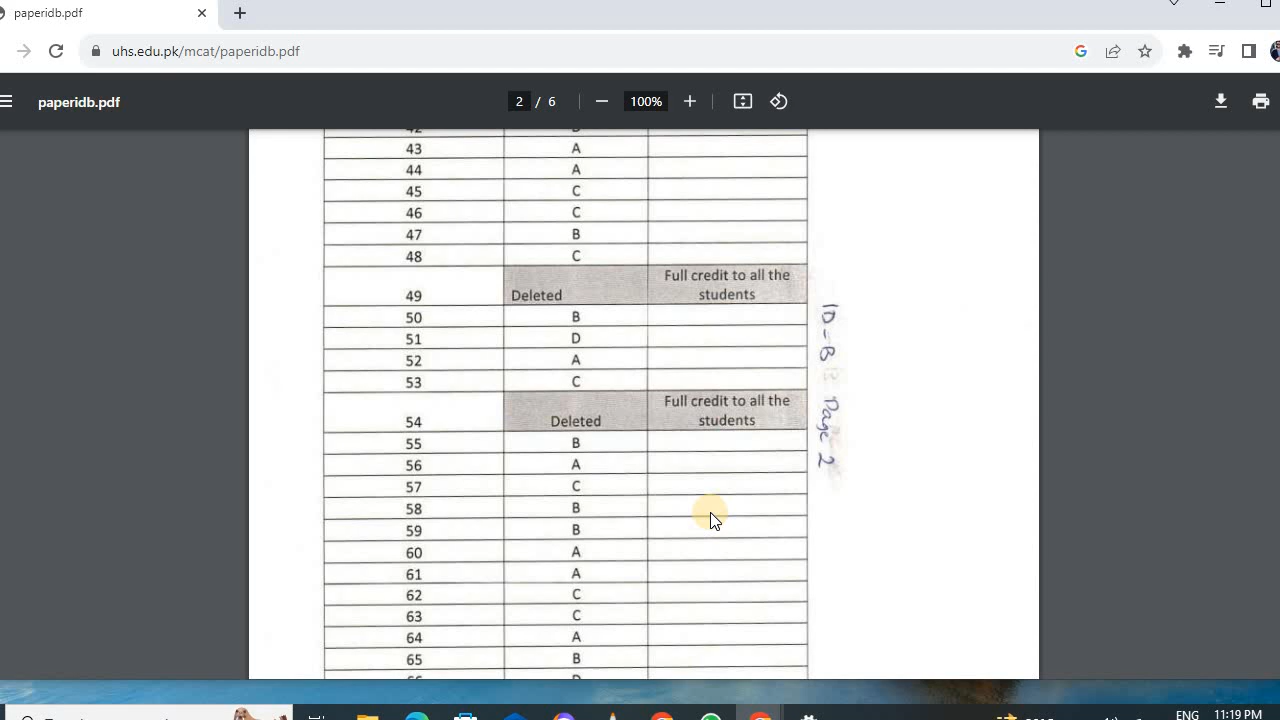 paperidb.pdf
uhs.edu.pk/mcat/paperidb.pdf
paperidb.pdf
2 / 6
100%
42
43 A
44 A
45 C
46 C
47 B
48 C
49 Deleted Full credit to all the students
50 B
51 D
52 A
53 C
54 Deleted Full credit to all the students
55 B
56 A
57 C
58 B
59 B
60 A
61 A
62 C
63 C
64 A
65 B
ID-B Page 2
ENG
11:19 PM